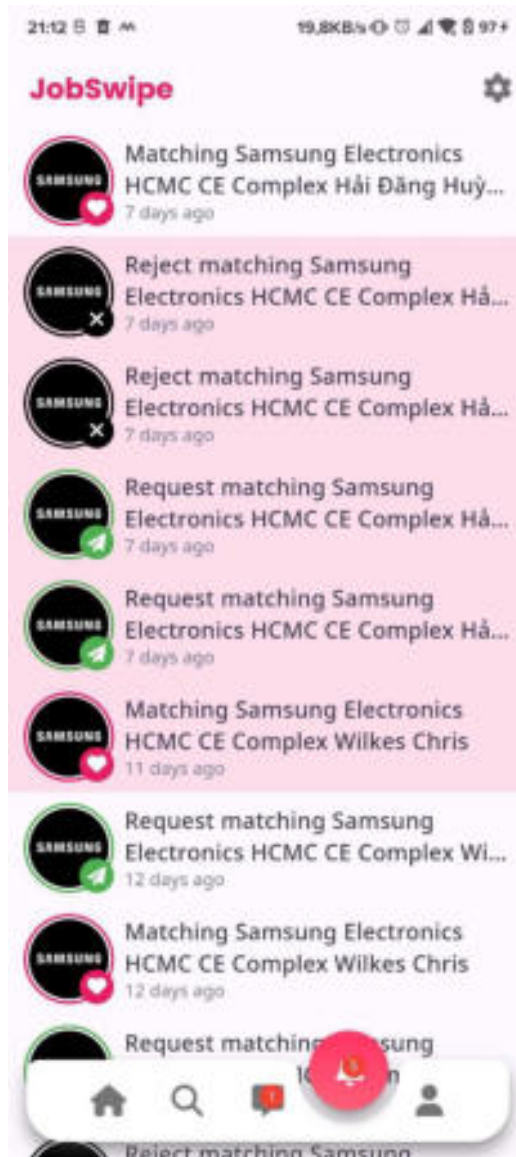 21:12
19,8KB/s
97
JobSwipe
SAMSUNG
Matching Samsung Electronics
HCMC CE Complex Hải Đăng Huỳ...
7 days ago
SAMSUNG
Reject matching Samsung
Electronics HCMC CE Complex Hả...
7 days ago
SAMSUNG
Reject matching Samsung
Electronics HCMC CE Complex Hả...
7 days ago
SAMSUNG
Request matching Samsung
Electronics HCMC CE Complex Hả...
7 days ago
SAMSUNG
Request matching Samsung
Electronics HCMC CE Complex Hả...
7 days ago
SAMSUNG
Matching Samsung Electronics
HCMC CE Complex Wilkes Chris
11 days ago
SAMSUNG
Request matching Samsung
Electronics HCMC CE Complex Wi...
12 days ago
SAMSUNG
Matching Samsung Electronics
HCMC CE Complex Wilkes Chris
12 days ago
Request matching
Reject matching Samsung